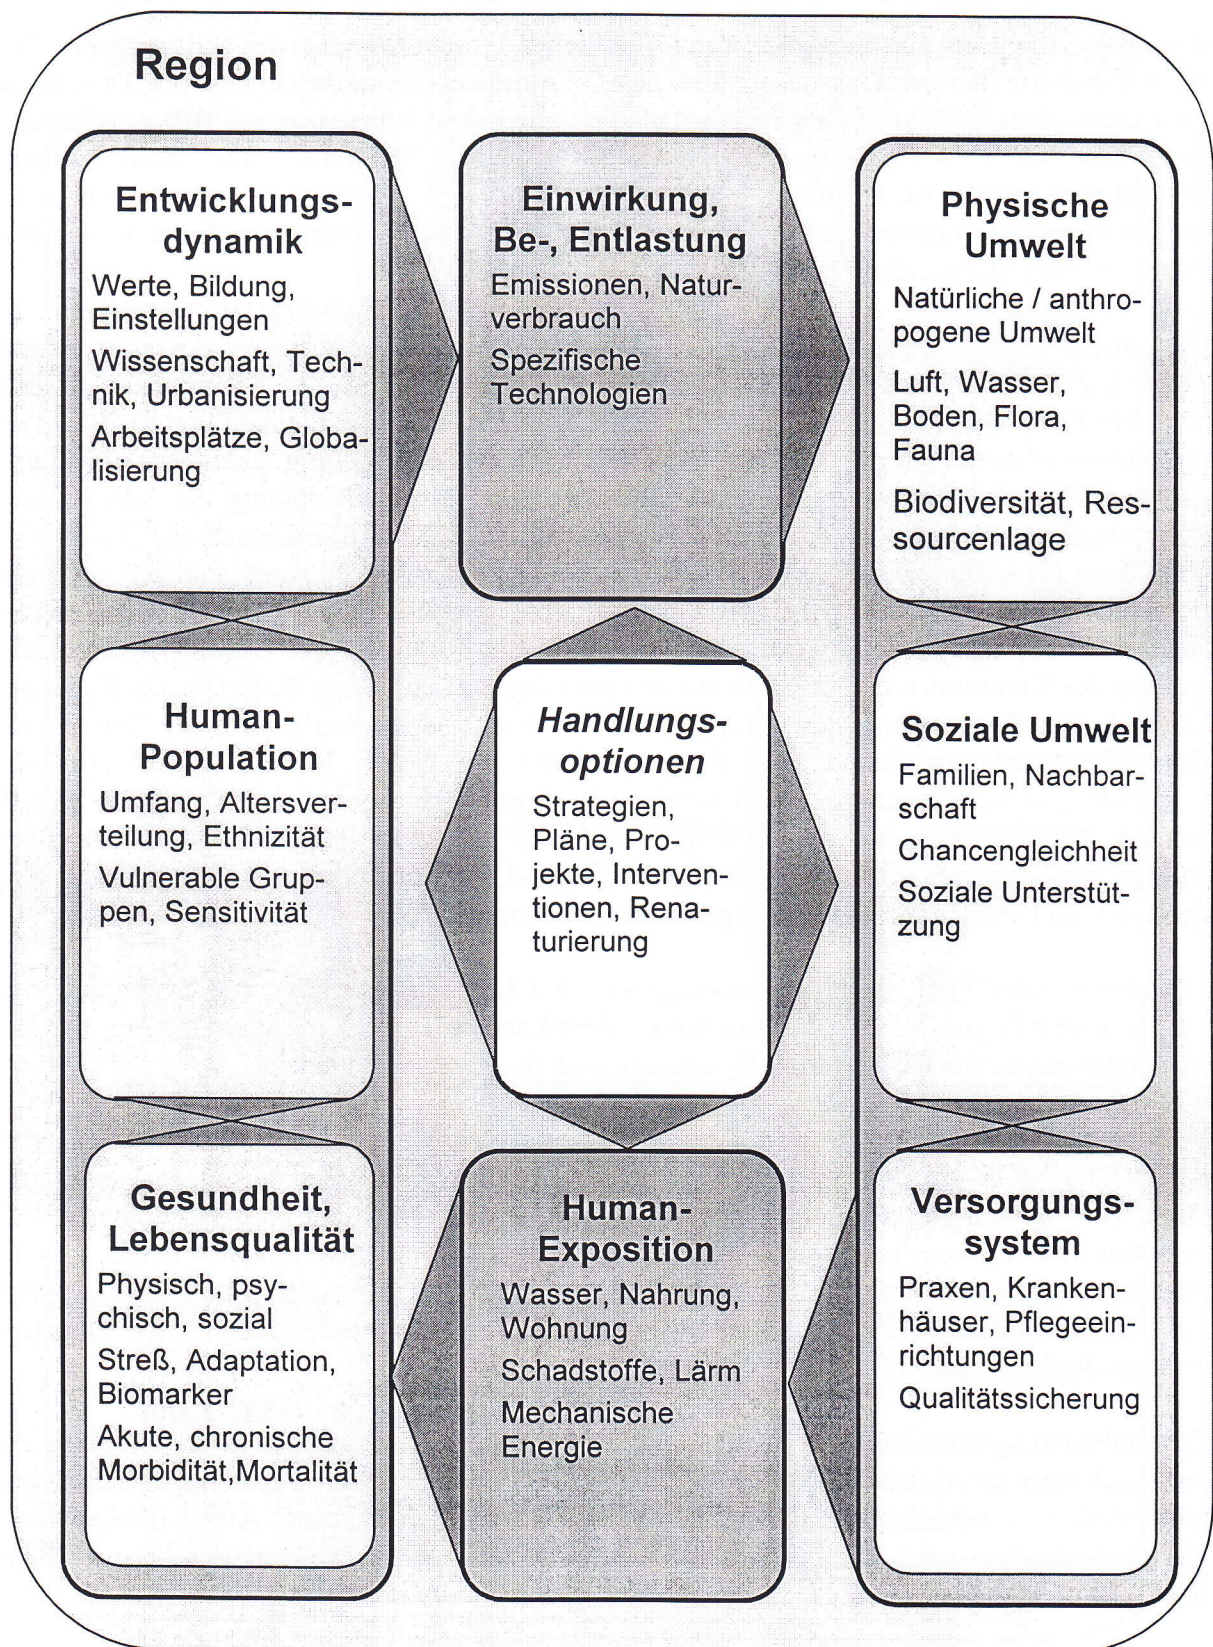 Region
Entwicklungs-
dynamik
Werte, Bildung,
Einstellungen
Wissenschaft, Tech-
nik, Urbanisierung
Arbeitsplätze, Globa-
lisierung
Einwirkung,
Be-, Entlastung
Emissionen, Natur-
verbrauch
Spezifische
Technologien
Physische
Umwelt
Natürliche / anthro-
pogene Umwelt
Luft, Wasser,
Boden, Flora,
Fauna
Biodiversität, Res-
sourcenlage
Human-
Population
Umfang, Altersver-
teilung, Ethnizität
Vulnerable Grup-
pen, Sensitivität
Handlungs-
optionen
Strategien,
Pläne, Pro-
jekte, Interven-
tionen, Rena-
turierung
Soziale Umwelt
Familien, Nachbar-
schaft
Chancengleichheit
Soziale Unterstüt-
zung
Gesundheit,
Lebensqualität
Physisch, psy-
chisch, sozial
Streß, Adaptation,
Biomarker
Akute, chronische
Morbidität,Mortalität
Human-
Exposition
Wasser, Nahrung,
Wohnung
Schadstoffe, Lärm
Mechanische
Energie
Versorgungs-
system
Praxen, Kranken-
häuser, Pflegeein-
richtungen
Qualitätssicherung